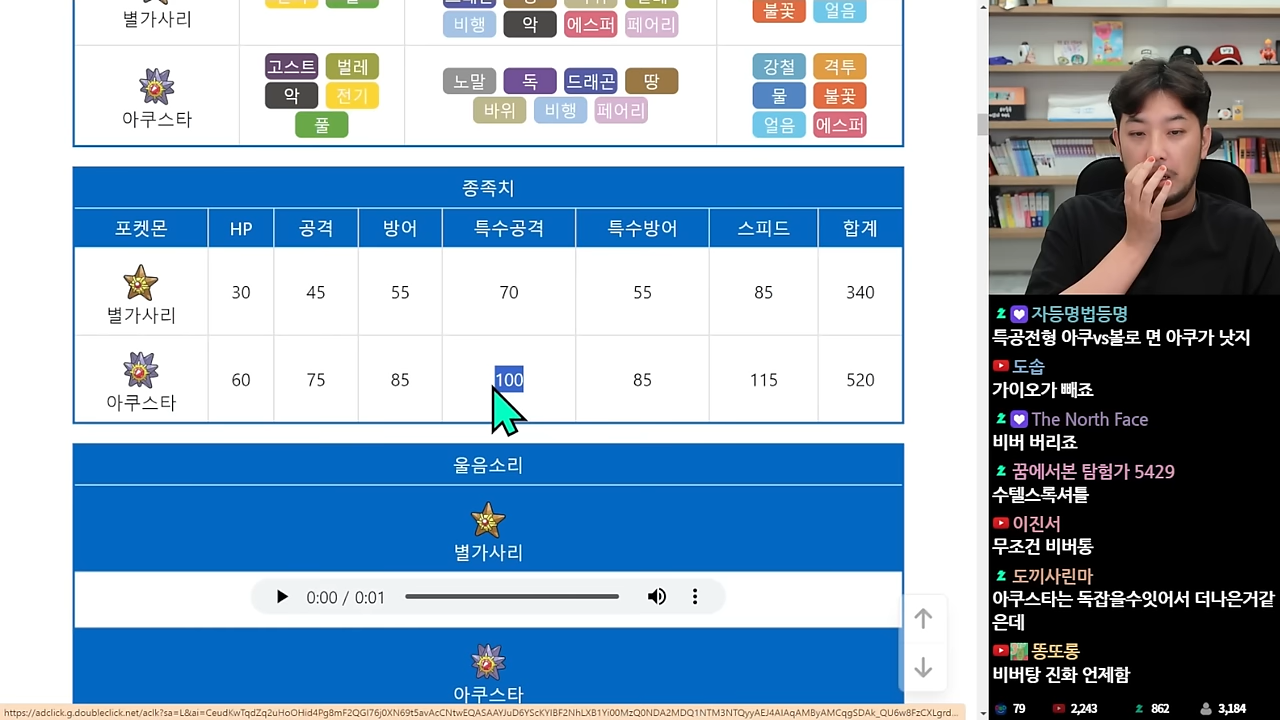 별가사리
비행 악 에스퍼 페어리
불꽃 얼음
아쿠스타
고스트 벌레
악 전기
풀
노말 독 드래곤 땅
바위 비행 페어리
강철 격투
물 불꽃
얼음 에스퍼
종족치
포켓몬 HP 공격 방어 특수공격 특수방어 스피드 합계
별가사리 30 45 55 70 55 85 340
아쿠스타 60 75 85 100 85 115 520
울음소리
별가사리
0:00 / 0:01
아쿠스타
자등명법등명
특공전형 아쿠vs볼로 면 아쿠가 낫지
도솝
가이오가 빼죠
The North Face
비버 버리죠
꿈에서본 탐험가 5429
수텔스록셔틀
이진서
무조건 비버통
도끼사린마
아쿠스타는 독잡을수잇어서 더나은거같
은데
똥또롱
비버탕 진화 언제함
79 2,243 862 3,184